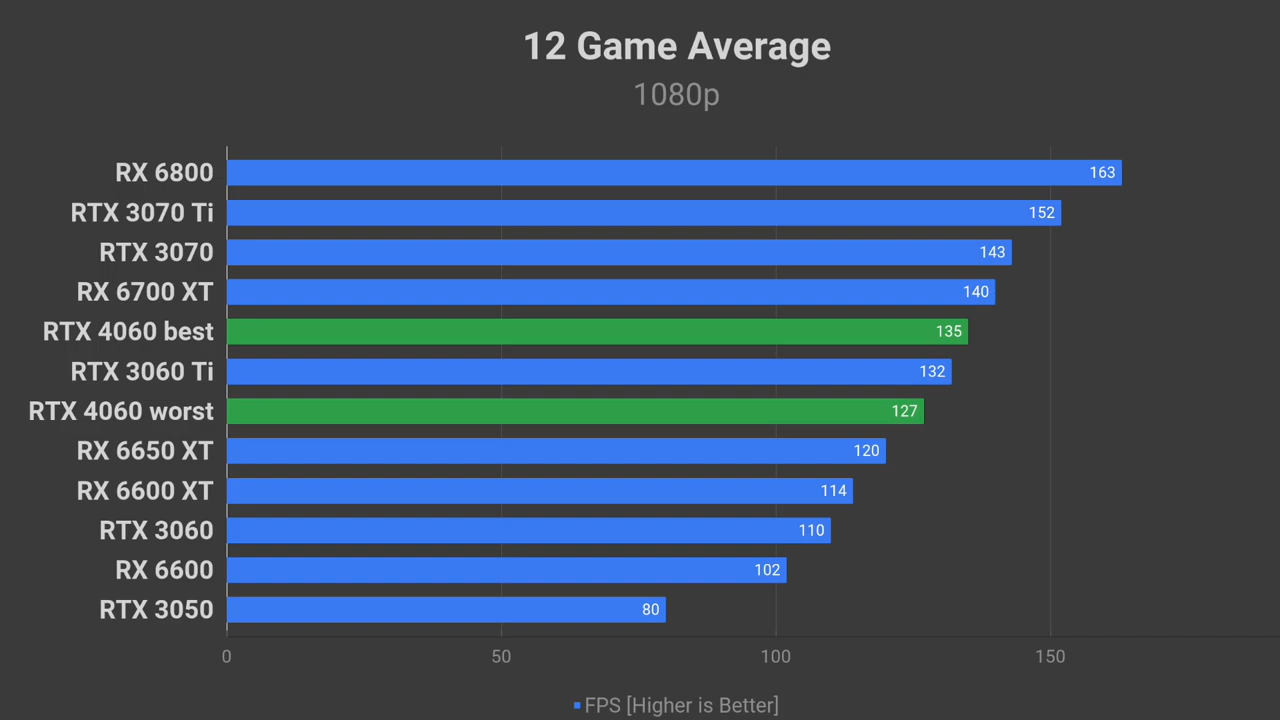 12 Game Average
1080p
RX 6800 163
RTX 3070 Ti 152
RTX 3070 143
RX 6700 XT 140
RTX 4060 best 135
RTX 3060 Ti 132
RTX 4060 worst 127
RX 6650 XT 120
RX 6600 XT 114
RTX 3060 110
RX 6600 102
RTX 3050 80
0 50 100 150
FPS [Higher is Better]